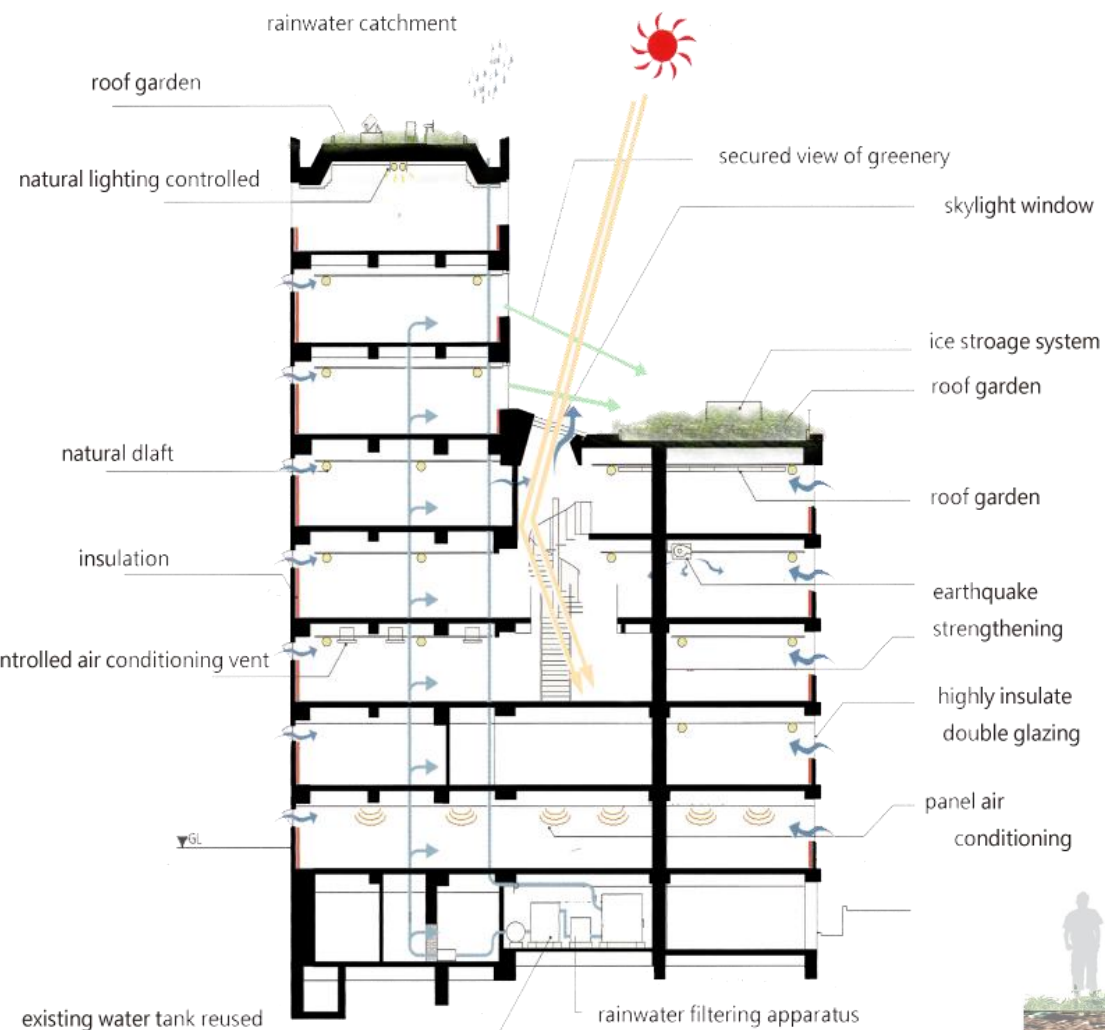 rainwater catchment
roof garden
natural lighting controlled
secured view of greenery
skylight window
ice stroage system
roof garden
natural dlaft
roof garden
insulation
earthquake
strengthening
ntrolled air conditioning vent
highly insulate
double glazing
panel air
conditioning
GL
existing water tank reused
rainwater filtering apparatus